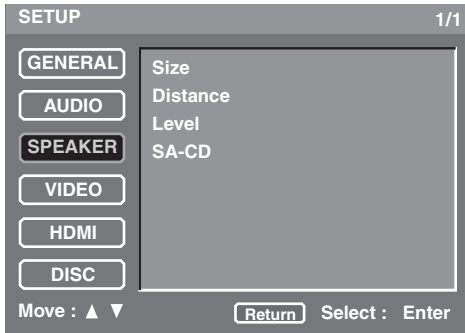 SETUP 1/1
GENERAL
AUDIO
SPEAKER
VIDEO
HDMI
DISC
Size
Distance
Level
SA-CD
Move : ▲ ▼ Return Select : Enter